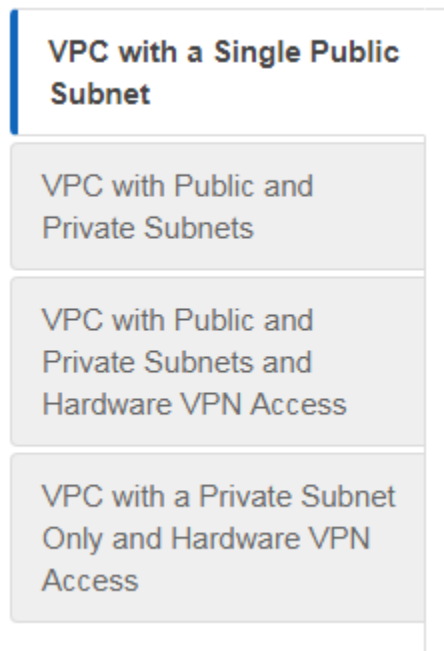 VPC with a Single Public
Subnet
VPC with Public and
Private Subnets
VPC with Public and
Private Subnets and
Hardware VPN Access
VPC with a Private Subnet
Only and Hardware VPN
Access